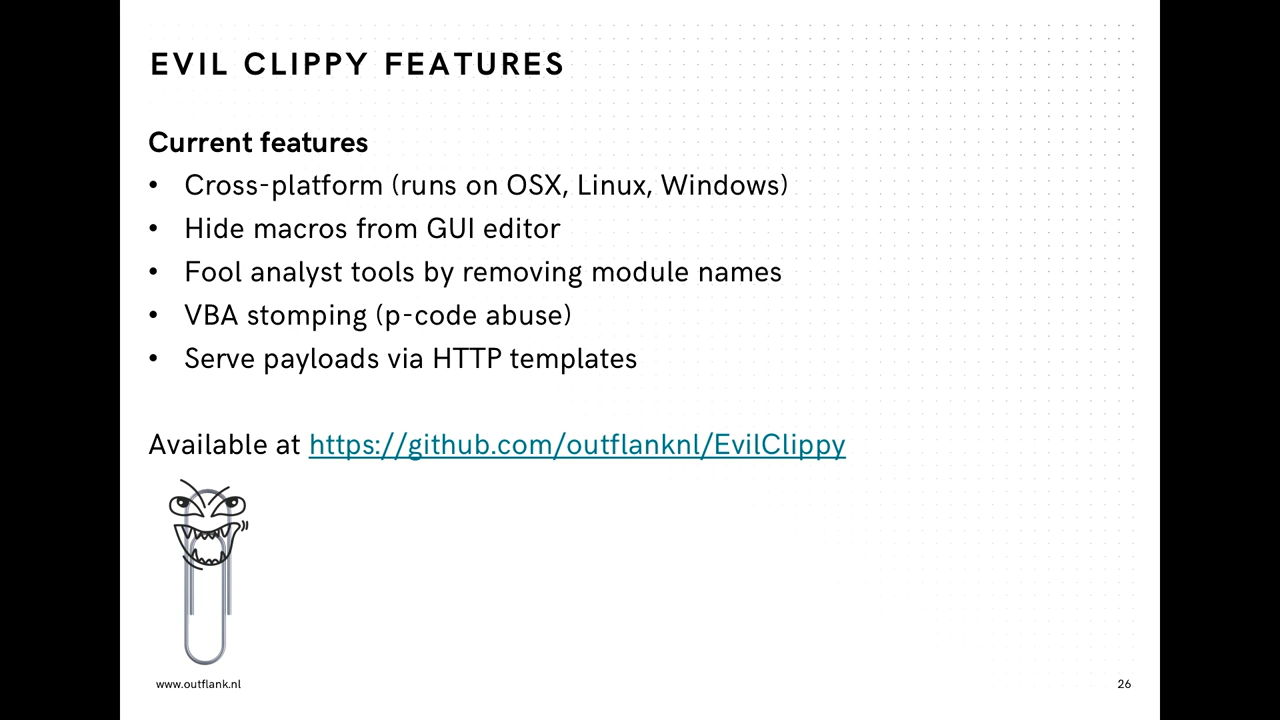 EVIL CLIPPY FEATURES
Current features
• Cross-platform (runs on OSX, Linux, Windows)
• Hide macros from GUI editor
• Fool analyst tools by removing module names
• VBA stomping (p-code abuse)
• Serve payloads via HTTP templates
Available at https://github.com/outflanknl/EvilClippy
www.outflank.nl
26